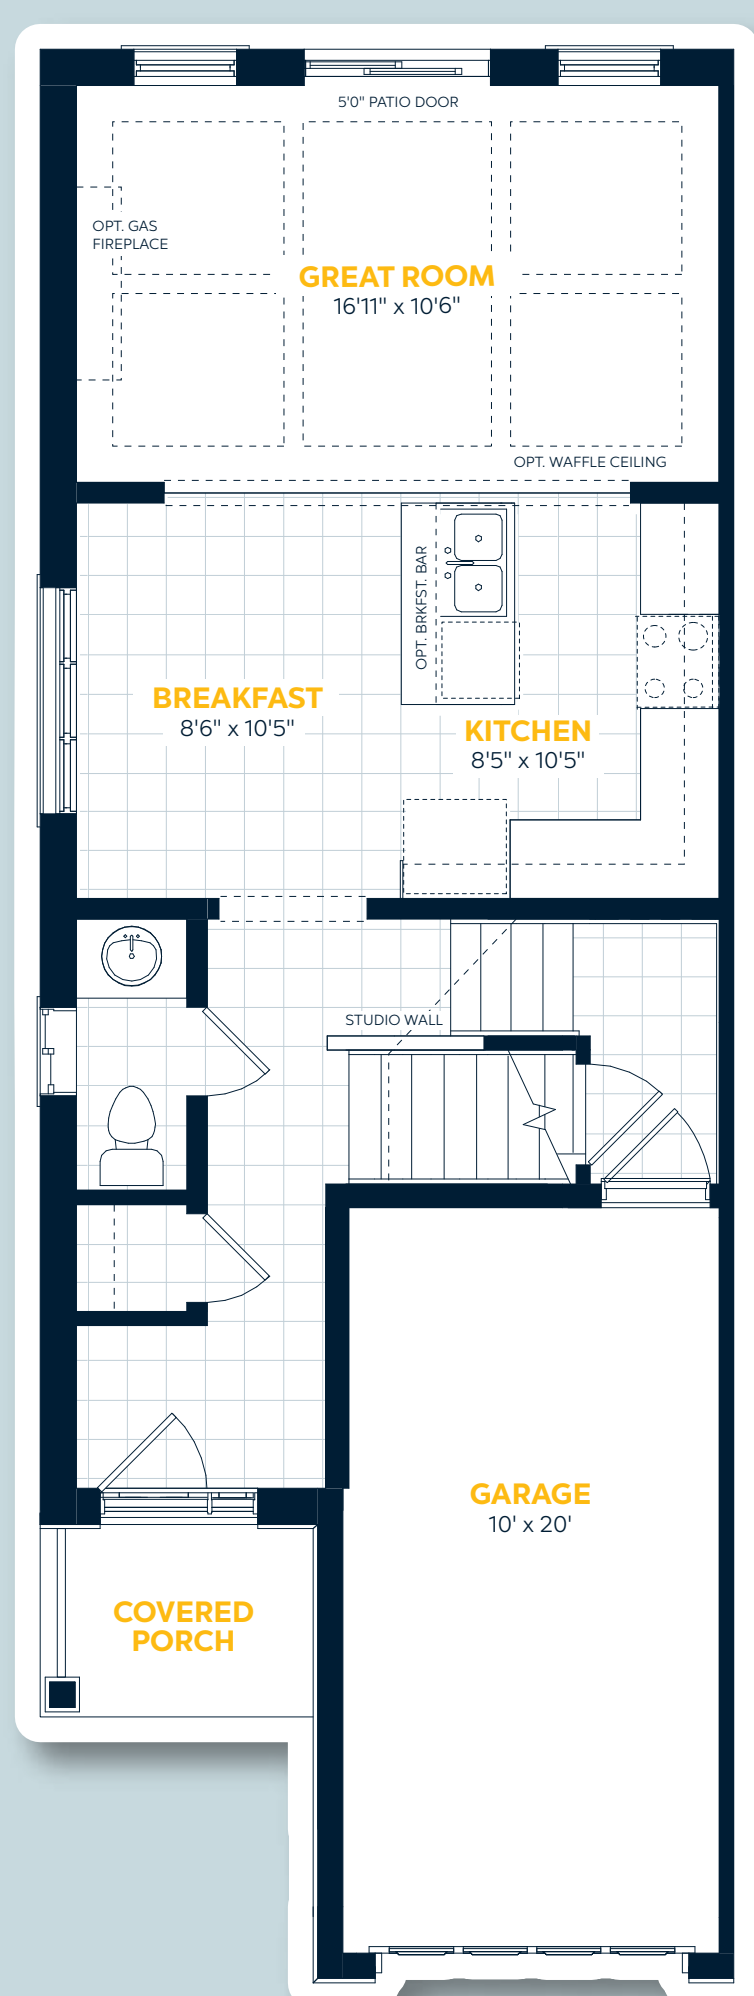 5'0" PATIO DOOR
OPT. GAS
FIREPLACE
GREAT ROOM
16'11" x 10'6"
OPT. WAFFLE CEILING
OPT. BRKFST. BAR
BREAKFAST
8'6" x 10'5"
KITCHEN
8'5" x 10'5"
STUDIO WALL
GARAGE
10' x 20'
COVERED
PORCH